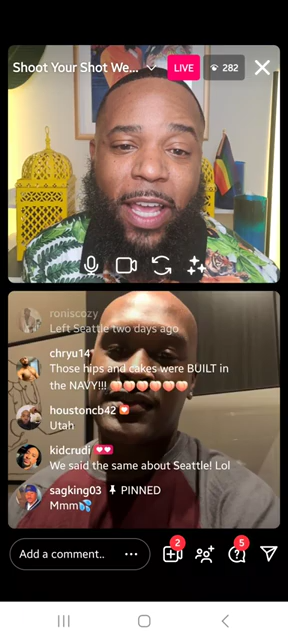 Shoot Your Shot We...
LIVE
282
roniscozy
Left Seattle two days ago
chryu14
Those hips and cakes were BUILT in
the NAVY!!! 🍑🍑🍑🍑🍑🍑
houstoncb42
Utah
kidcrudi
We said the same about Seattle! Lol
sagking03 PINNED
Mmm💦
Add a comment..
2
5